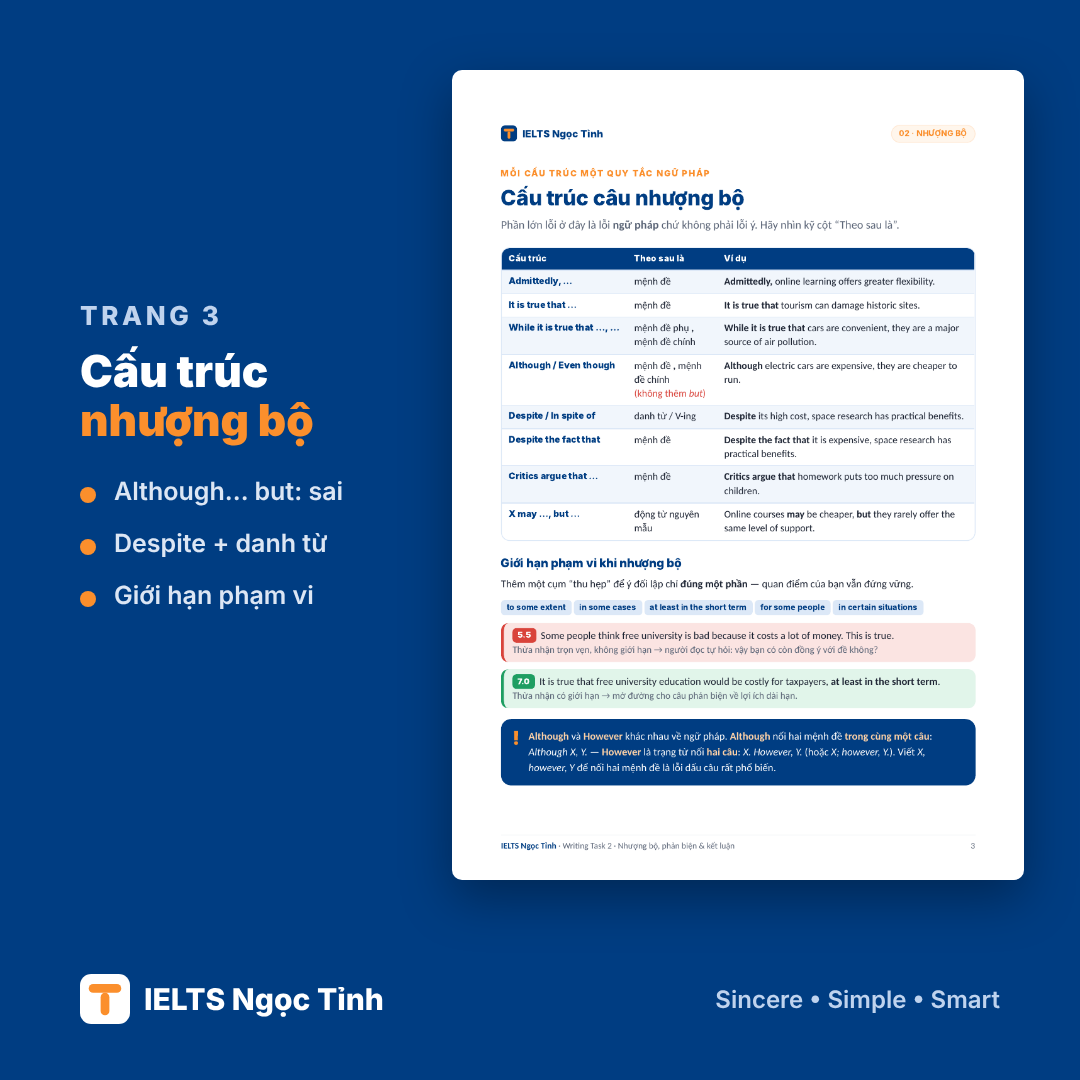 TRANG 3
Cấu trúc
nhượng bộ
Although... but: sai
Despite + danh từ
Giới hạn phạm vi
IELTS Ngọc Tỉnh
02 · NHƯỢNG BỘ
MỖI CẤU TRÚC MỘT QUY TẮC NGỮ PHÁP
Cấu trúc câu nhượng bộ
Phần lớn lỗi ở đây là lỗi ngữ pháp chứ không phải lỗi ý. Hãy nhìn kỹ cột “Theo sau là”.
Cấu trúc Theo sau là Ví dụ
Admittedly, ... mệnh đề Admittedly, online learning offers greater flexibility.
It is true that ... mệnh đề It is true that tourism can damage historic sites.
While it is true that ..., ... mệnh đề phụ , While it is true that cars are convenient, they are a major
mệnh đề chính source of air pollution.
Although / Even though mệnh đề , mệnh Although electric cars are expensive, they are cheaper to
đề chính run.
(không thêm but)
Despite / In spite of danh từ / V-ing Despite its high cost, space research has practical benefits.
Despite the fact that mệnh đề Despite the fact that it is expensive, space research has
practical benefits.
Critics argue that ... mệnh đề Critics argue that homework puts too much pressure on
children.
X may ..., but ... động từ nguyên Online courses may be cheaper, but they rarely offer the
mẫu same level of support.
Giới hạn phạm vi khi nhượng bộ
Thêm một cụm “thu hẹp” để ý đối lập chỉ đúng một phần — quan điểm của bạn vẫn đứng vững.
to some extent in some cases at least in the short term for some people in certain situations
5.5 Some people think free university is bad because it costs a lot of money. This is true.
Thừa nhận trọn vẹn, không giới hạn → người đọc tự hỏi: vậy bạn có còn đồng ý với đề không?
7.0 It is true that free university education would be costly for taxpayers, at least in the short term.
Thừa nhận có giới hạn → mở đường cho câu phản biện về lợi ích dài hạn.
! Although và However khác nhau về ngữ pháp. Although nối hai mệnh đề trong cùng một câu:
Although X, Y. — However là trạng từ nối hai câu: X. However, Y. (hoặc X; however, Y.). Viết X,
however, Y để nối hai mệnh đề là lỗi dấu câu rất phổ biến.
IELTS Ngọc Tỉnh · Writing Task 2 · Nhượng bộ, phản biện & kết luận 3
IELTS Ngọc Tỉnh
Sincere • Simple • Smart